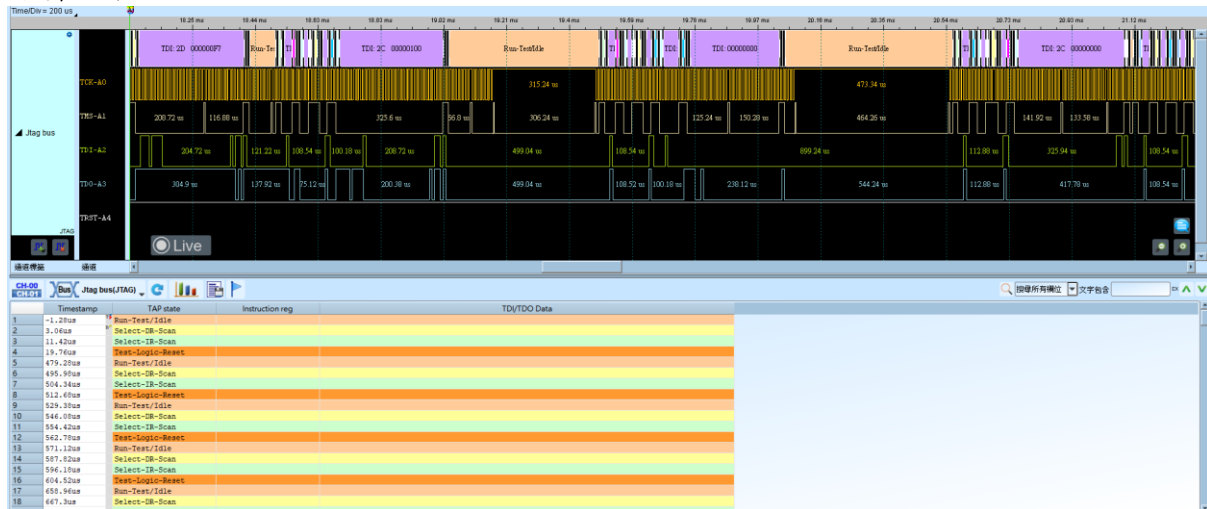 Time/Div = 200 us
18.25 ms 18.44 ms 18.63 ms 18.83 ms 19.02 ms 19.21 ms 19.4 ms 19.59 ms 19.78 ms 19.97 ms 20.16 ms 20.35 ms 20.54 ms 20.73 ms 20.93 ms 21.12 ms
TDI: 2D 000000F7 Run-Te TI TDI: 2C 00000100 Run-Test/Idle TI TDI: TDI: 00000000 Run-Test/Idle TI TDI: 2C 00000000 TI
TCK-A0 315.24 us 473.34 us
TMS-A1 208.72 us 116.88 us 325.6 us 56.8 us 306.24 us 125.24 us 150.28 us 464.26 us 141.92 us 133.58 us
Jtag bus
TDI-A2 204.72 us 121.22 us 108.54 us 100.18 us 208.72 us 499.04 us 108.54 us 899.24 us 112.88 us 325.94 us 108.54 us
TDO-A3 304.9 us 137.92 us 75.12 us 200.38 us 499.04 us 108.52 us 100.18 us 238.12 us 544.24 us 112.88 us 417.78 us 108.54 us
TRST-A4
JTAG
Live
通道標籤 通道
CH-00
CH-01 Bus Jtag bus(JTAG) 搜尋所有欄位 文字包含
Timestamp TAP state Instruction reg TDI/TDO Data
1 -1.28us Run-Test/Idle
2 3.06us Select-DR-Scan
3 11.42us Select-IR-Scan
4 19.76us Test-Logic-Reset
5 479.28us Run-Test/Idle
6 495.98us Select-DR-Scan
7 504.34us Select-IR-Scan
8 512.68us Test-Logic-Reset
9 529.38us Run-Test/Idle
10 546.08us Select-DR-Scan
11 554.42us Select-IR-Scan
12 562.78us Test-Logic-Reset
13 571.12us Run-Test/Idle
14 587.82us Select-DR-Scan
15 596.18us Select-IR-Scan
16 604.52us Test-Logic-Reset
17 658.96us Run-Test/Idle
18 667.3us Select-DR-Scan